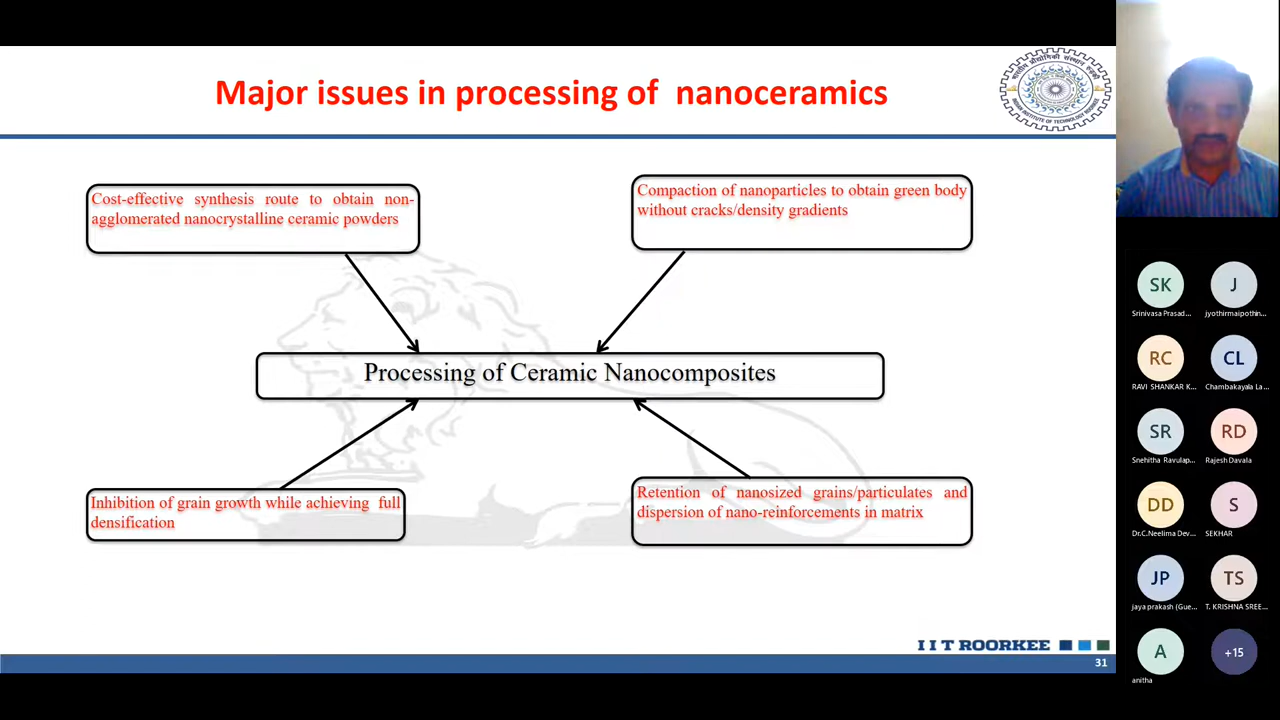 Major issues in processing of nanoceramics
Cost-effective synthesis route to obtain non-
agglomerated nanocrystalline ceramic powders
Compaction of nanoparticles to obtain green body
without cracks/density gradients
Processing of Ceramic Nanocomposites
Inhibition of grain growth while achieving full
densification
Retention of nanosized grains/particulates and
dispersion of nano-reinforcements in matrix
I I T ROORKEE
31
SK
Srinivasa Prasad...
J
jyothirmaipothin...
RC
RAVI SHANKAR K...
CL
Chambakayala La...
SR
Snehitha Ravulap...
RD
Rajesh Davala
DD
Dr.C.Neelima Dev...
S
SEKHAR
JP
jaya prakash (Gue...
TS
T. KRISHNA SREE...
A
anitha
+15